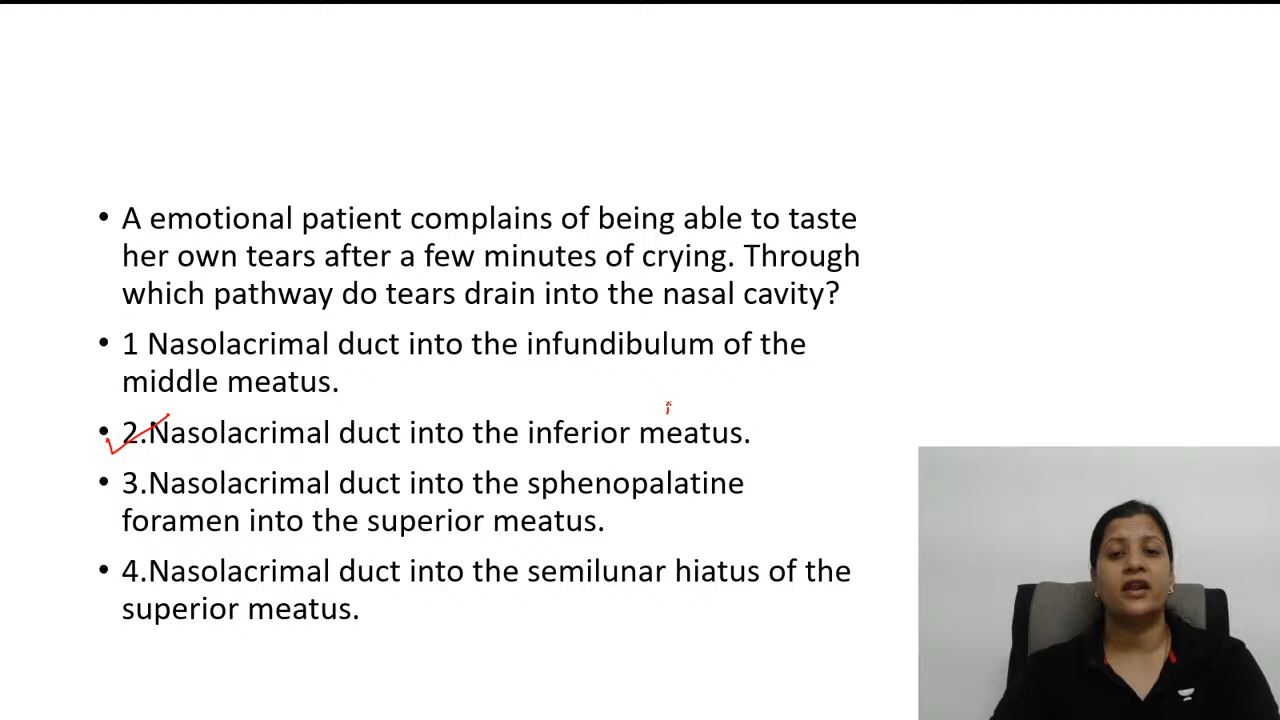 • A emotional patient complains of being able to taste
her own tears after a few minutes of crying. Through
which pathway do tears drain into the nasal cavity?
• 1 Nasolacrimal duct into the infundibulum of the
middle meatus.
• 2.Nasolacrimal duct into the inferior meatus.
• 3.Nasolacrimal duct into the sphenopalatine
foramen into the superior meatus.
• 4.Nasolacrimal duct into the semilunar hiatus of the
superior meatus.